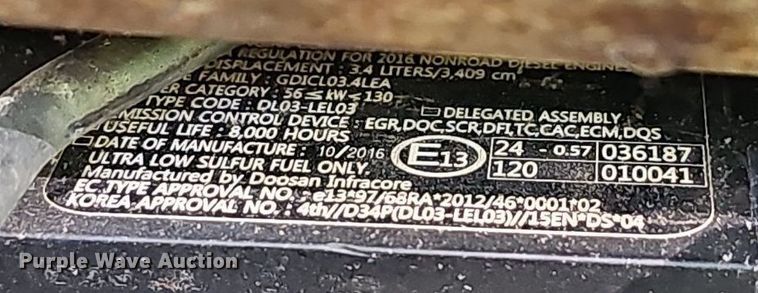 REGULATION FOR 2016 NONROAD DIESEL ENGINES
DISPLACEMENT : 3.4 LITERS/3,409 cm³
E FAMILY : GDICL03.4LEA
ER CATEGORY : 56 ≤ kW < 130
TYPE CODE : DL03-LEL03 DELEGATED ASSEMBLY
EMISSION CONTROL DEVICE : EGR,DOC,SCR,DFI,TC,CAC,ECM,DQS
USEFUL LIFE : 8,000 HOURS
DATE OF MANUFACTURE : 10/2016 E13 24 - 0.57 036187
ULTRA LOW SULFUR FUEL ONLY. 120 010041
Manufactured by Doosan Infracore
EC TYPE APPROVAL NO. : e13*97/68RA*2012/46*0001*02
KOREA APPROVAL NO. : 4th//D34P(DL03-LEL03)//15EN*DS*04
Purple Wave Auction